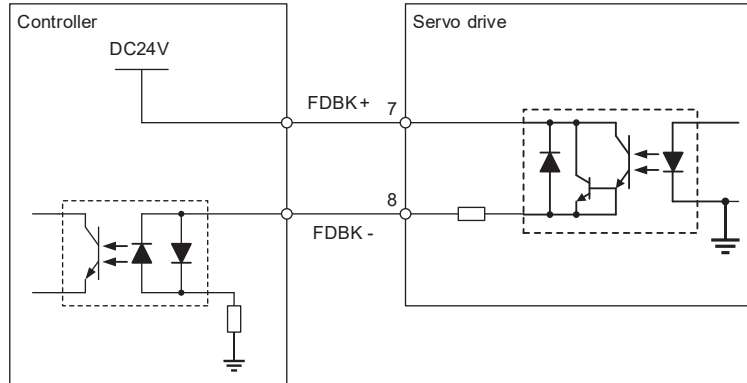 Controller
Servo drive
DC24V
FDBK+
7
8
FDBK-